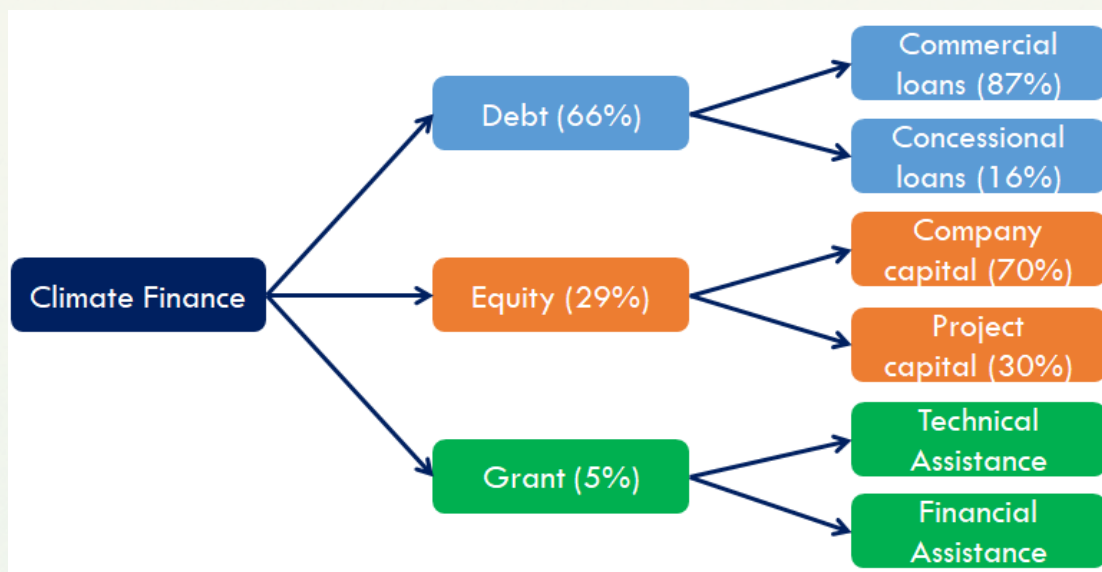 Climate Finance
Debt (66%)
Commercial
loans (87%)
Concessional
loans (16%)
Equity (29%)
Company
capital (70%)
Project
capital (30%)
Grant (5%)
Technical
Assistance
Financial
Assistance